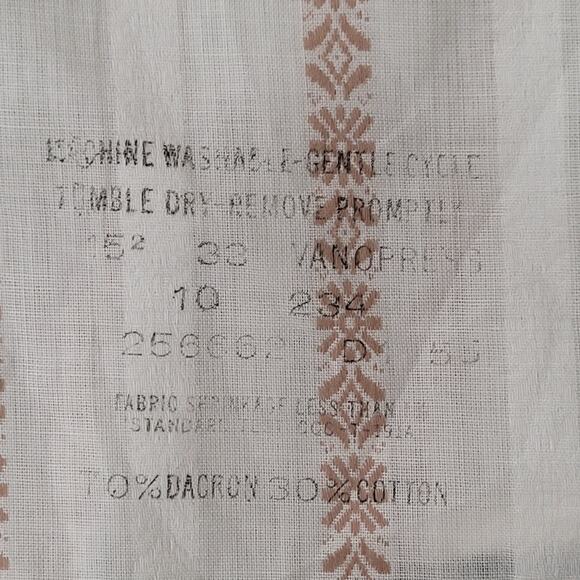 MACHINE WASHABLE-GENTLE CYCLE
TUMBLE DRY-REMOVE PROMPTLY
15² 33 VANOPRESS
10 234
D
FABRIC SHRINKAGE LESS THAN
STANDARD
70% DACRON 30% COTTON